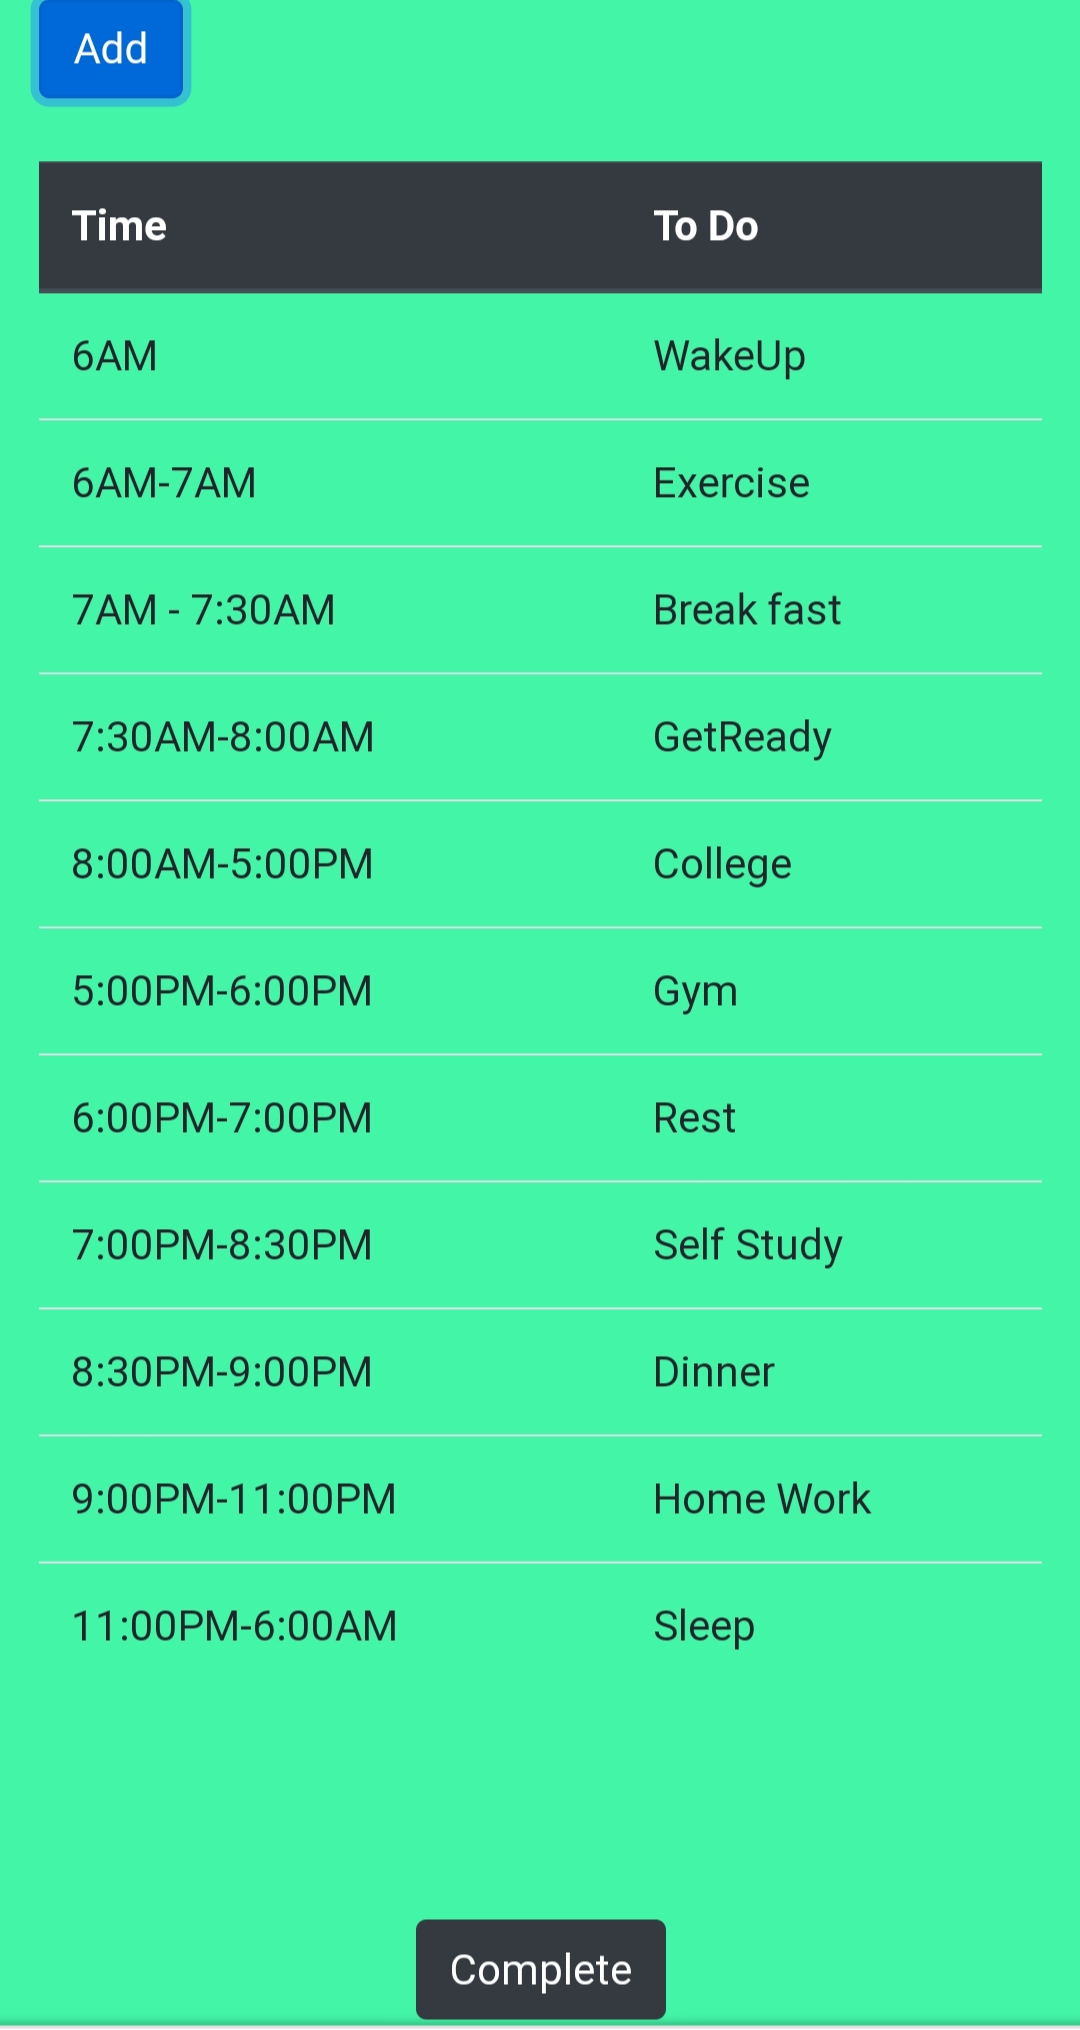 Add
Time To Do
6AM WakeUp
6AM-7AM Exercise
7AM - 7:30AM Break fast
7:30AM-8:00AM GetReady
8:00AM-5:00PM College
5:00PM-6:00PM Gym
6:00PM-7:00PM Rest
7:00PM-8:30PM Self Study
8:30PM-9:00PM Dinner
9:00PM-11:00PM Home Work
11:00PM-6:00AM Sleep
Complete